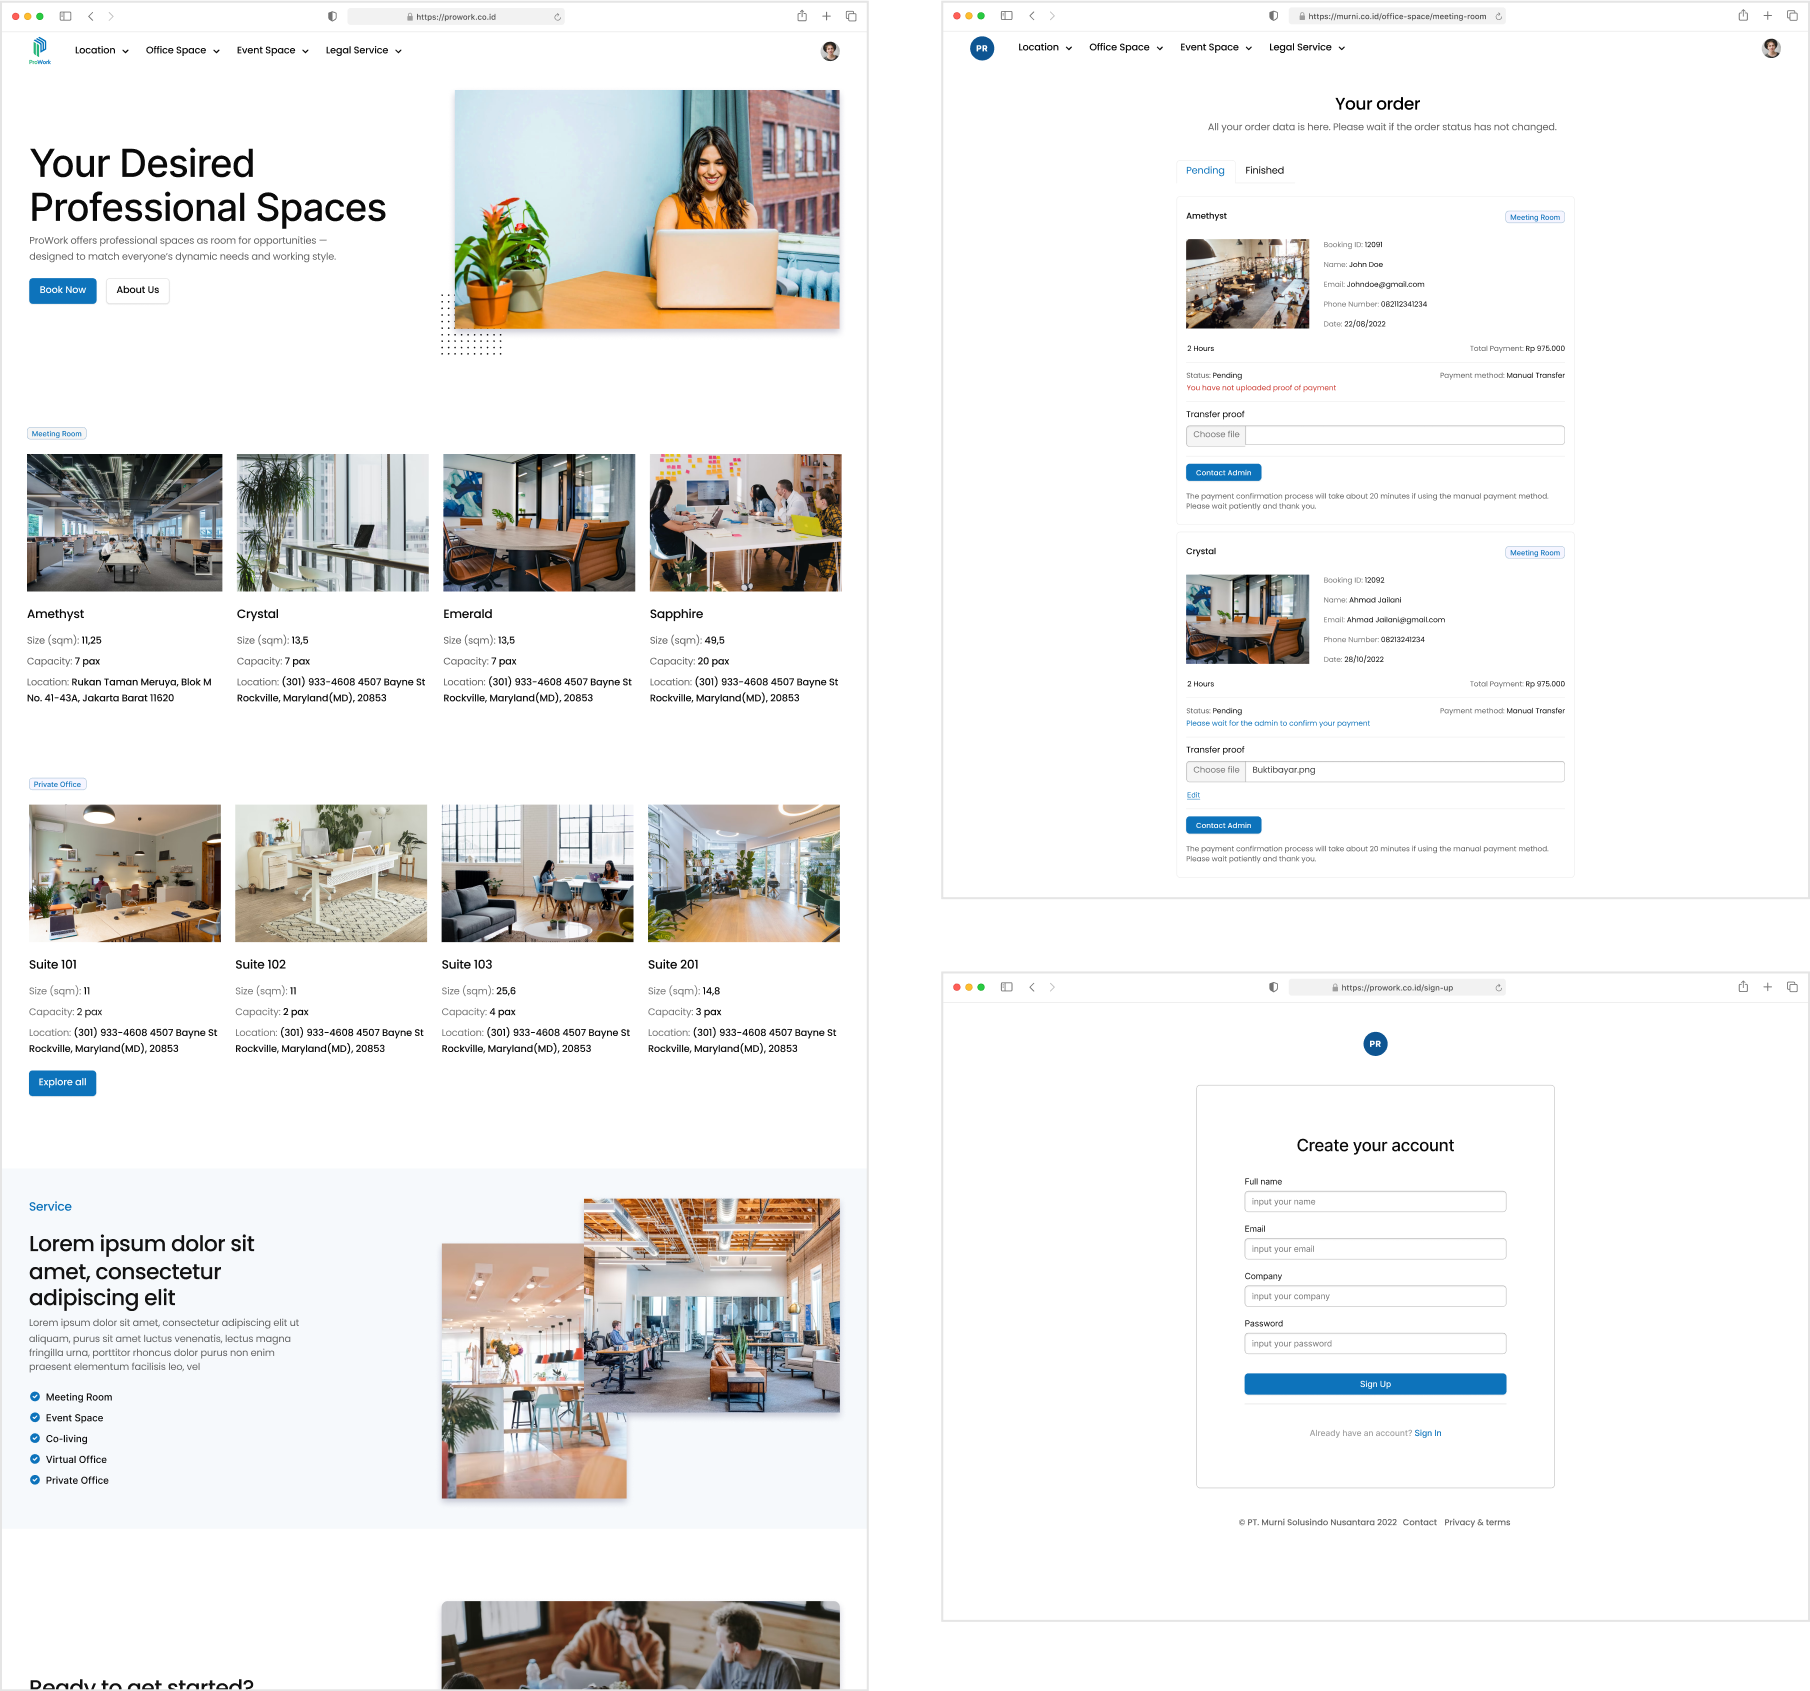 https://prowork.co.id
ProWork
Location
Office Space
Event Space
Legal Service
Your Desired
Professional Spaces
ProWork offers professional spaces as room for opportunities —
designed to match everyone's dynamic needs and working style.
Book Now
About Us
Meeting Room
Amethyst
Size (sqm): 11,25
Capacity: 7 pax
Location: Rukan Taman Meruya, Blok M
No. 41-43A, Jakarta Barat 11620
Crystal
Size (sqm): 13,5
Capacity: 7 pax
Location: (301) 933-4608 4507 Bayne St
Rockville, Maryland(MD), 20853
Emerald
Size (sqm): 13,5
Capacity: 7 pax
Location: (301) 933-4608 4507 Bayne St
Rockville, Maryland(MD), 20853
Sapphire
Size (sqm): 49,5
Capacity: 20 pax
Location: (301) 933-4608 4507 Bayne St
Rockville, Maryland(MD), 20853
Private Office
Suite 101
Size (sqm): 11
Capacity: 2 pax
Location: (301) 933-4608 4507 Bayne St
Rockville, Maryland(MD), 20853
Suite 102
Size (sqm): 11
Capacity: 2 pax
Location: (301) 933-4608 4507 Bayne St
Rockville, Maryland(MD), 20853
Suite 103
Size (sqm): 25,6
Capacity: 4 pax
Location: (301) 933-4608 4507 Bayne St
Rockville, Maryland(MD), 20853
Suite 201
Size (sqm): 14,8
Capacity: 3 pax
Location: (301) 933-4608 4507 Bayne St
Rockville, Maryland(MD), 20853
Explore all
Service
Lorem ipsum dolor sit
amet, consectetur
adipiscing elit
Lorem ipsum dolor sit amet, consectetur adipiscing elit ut
aliquam, purus sit amet luctus venenatis, lectus magna
fringilla urna, porttitor rhoncus dolor purus non enim
praesent elementum facilisis leo, vel
Meeting Room
Event Space
Co-living
Virtual Office
Private Office
Ready to get started?
https://murni.co.id/office-space/meeting-room
PR
Location
Office Space
Event Space
Legal Service
Your order
All your order data is here. Please wait if the order status has not changed.
Pending
Finished
Amethyst
Meeting Room
Booking ID: 12091
Name: John Doe
Email: Johndoe@gmail.com
Phone Number: 082112341234
Date: 22/08/2022
2 Hours
Total Payment: Rp 975.000
Status: Pending
Payment method: Manual Transfer
You have not uploaded proof of payment
Transfer proof
Choose file
Contact Admin
The payment confirmation process will take about 20 minutes if using the manual payment method.
Please wait patiently and thank you.
Crystal
Meeting Room
Booking ID: 12092
Name: Ahmad Jailani
Email: Ahmad Jailani@gmail.com
Phone Number: 08213241234
Date: 28/10/2022
2 Hours
Total Payment: Rp 975.000
Status: Pending
Payment method: Manual Transfer
Please wait for the admin to confirm your payment
Transfer proof
Choose file
Buktibayar.png
Edit
Contact Admin
The payment confirmation process will take about 20 minutes if using the manual payment method.
Please wait patiently and thank you.
https://prowork.co.id/sign-up
PR
Create your account
Full name
input your name
Email
input your email
Company
input your company
Password
input your password
Sign Up
Already have an account? Sign In
© PT. Murni Solusindo Nusantara 2022 Contact Privacy & terms